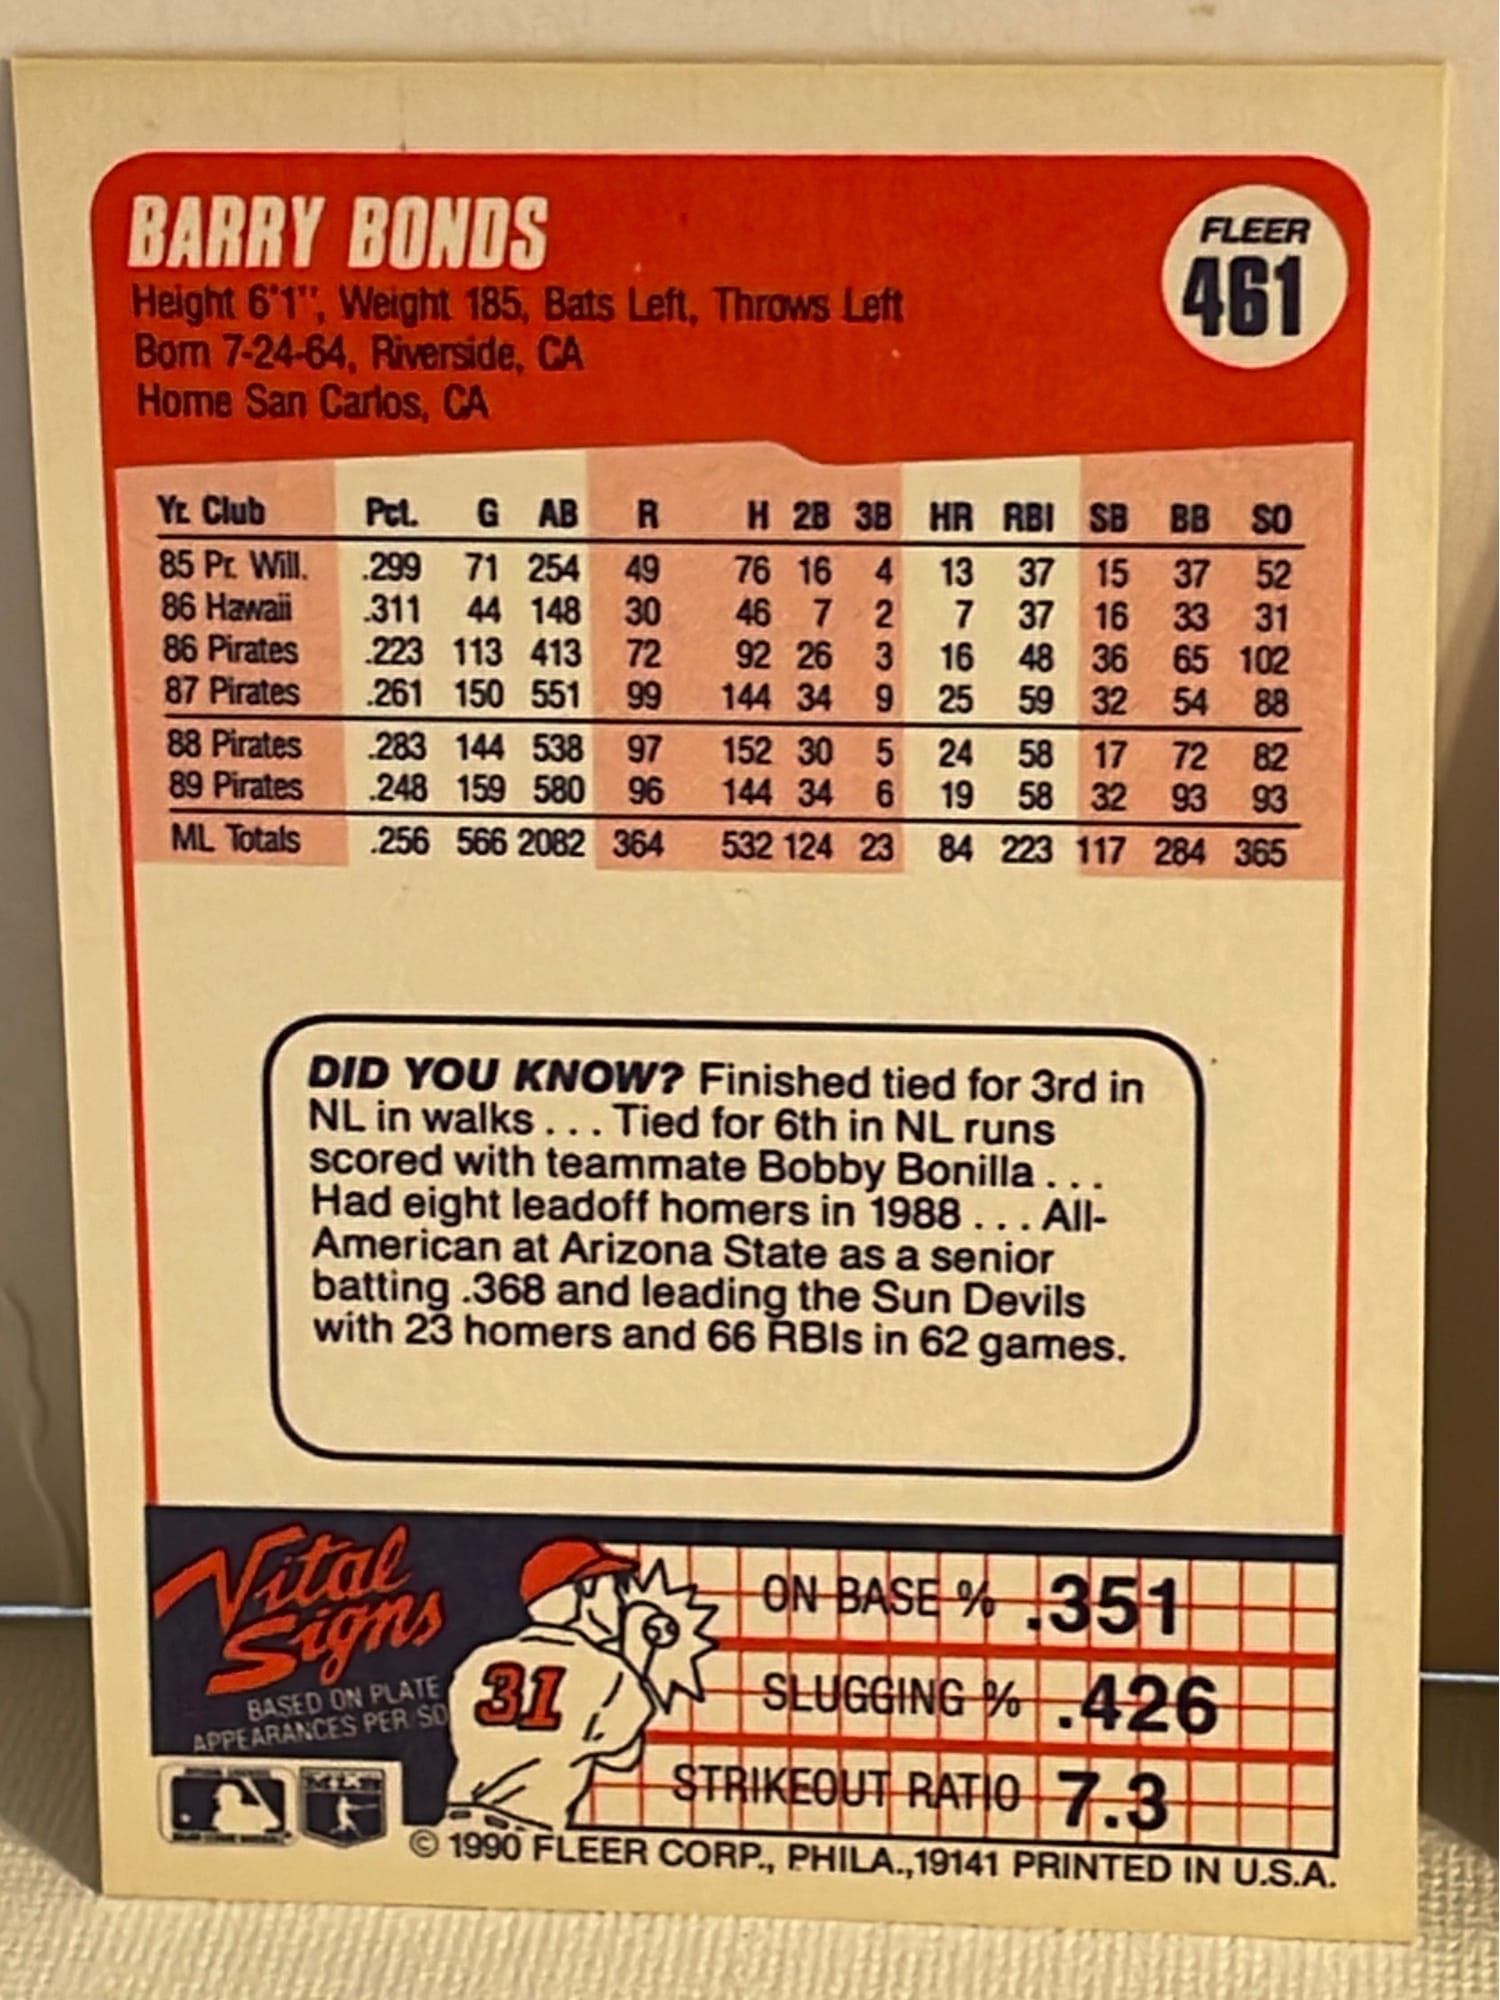 BARRY BONDS
FLEER
461
Height 6'1", Weight 185, Bats Left, Throws Left
Born 7-24-64, Riverside, CA
Home San Carlos, CA
Yr. Club Pct. G AB R H 2B 3B HR RBI SB BB SO
85 Pr. Will. .299 71 254 49 76 16 4 13 37 15 37 52
86 Hawaii .311 44 148 30 46 7 2 7 37 16 33 31
86 Pirates .223 113 413 72 92 26 3 16 48 36 65 102
87 Pirates .261 150 551 99 144 34 9 25 59 32 54 88
88 Pirates .283 144 538 97 152 30 5 24 58 17 72 82
89 Pirates .248 159 580 96 144 34 6 19 58 32 93 93
ML Totals .256 566 2082 364 532 124 23 84 223 117 284 365
DID YOU KNOW? Finished tied for 3rd in
NL in walks . . . Tied for 6th in NL runs
scored with teammate Bobby Bonilla . . .
Had eight leadoff homers in 1988 . . . All-
American at Arizona State as a senior
batting .368 and leading the Sun Devils
with 23 homers and 66 RBIs in 62 games.
Vital
Signs
BASED ON PLATE
APPEARANCES PER SO
31
ON BASE % .351
SLUGGING % .426
STRIKEOUT RATIO 7.3
© 1990 FLEER CORP., PHILA.,19141 PRINTED IN U.S.A.